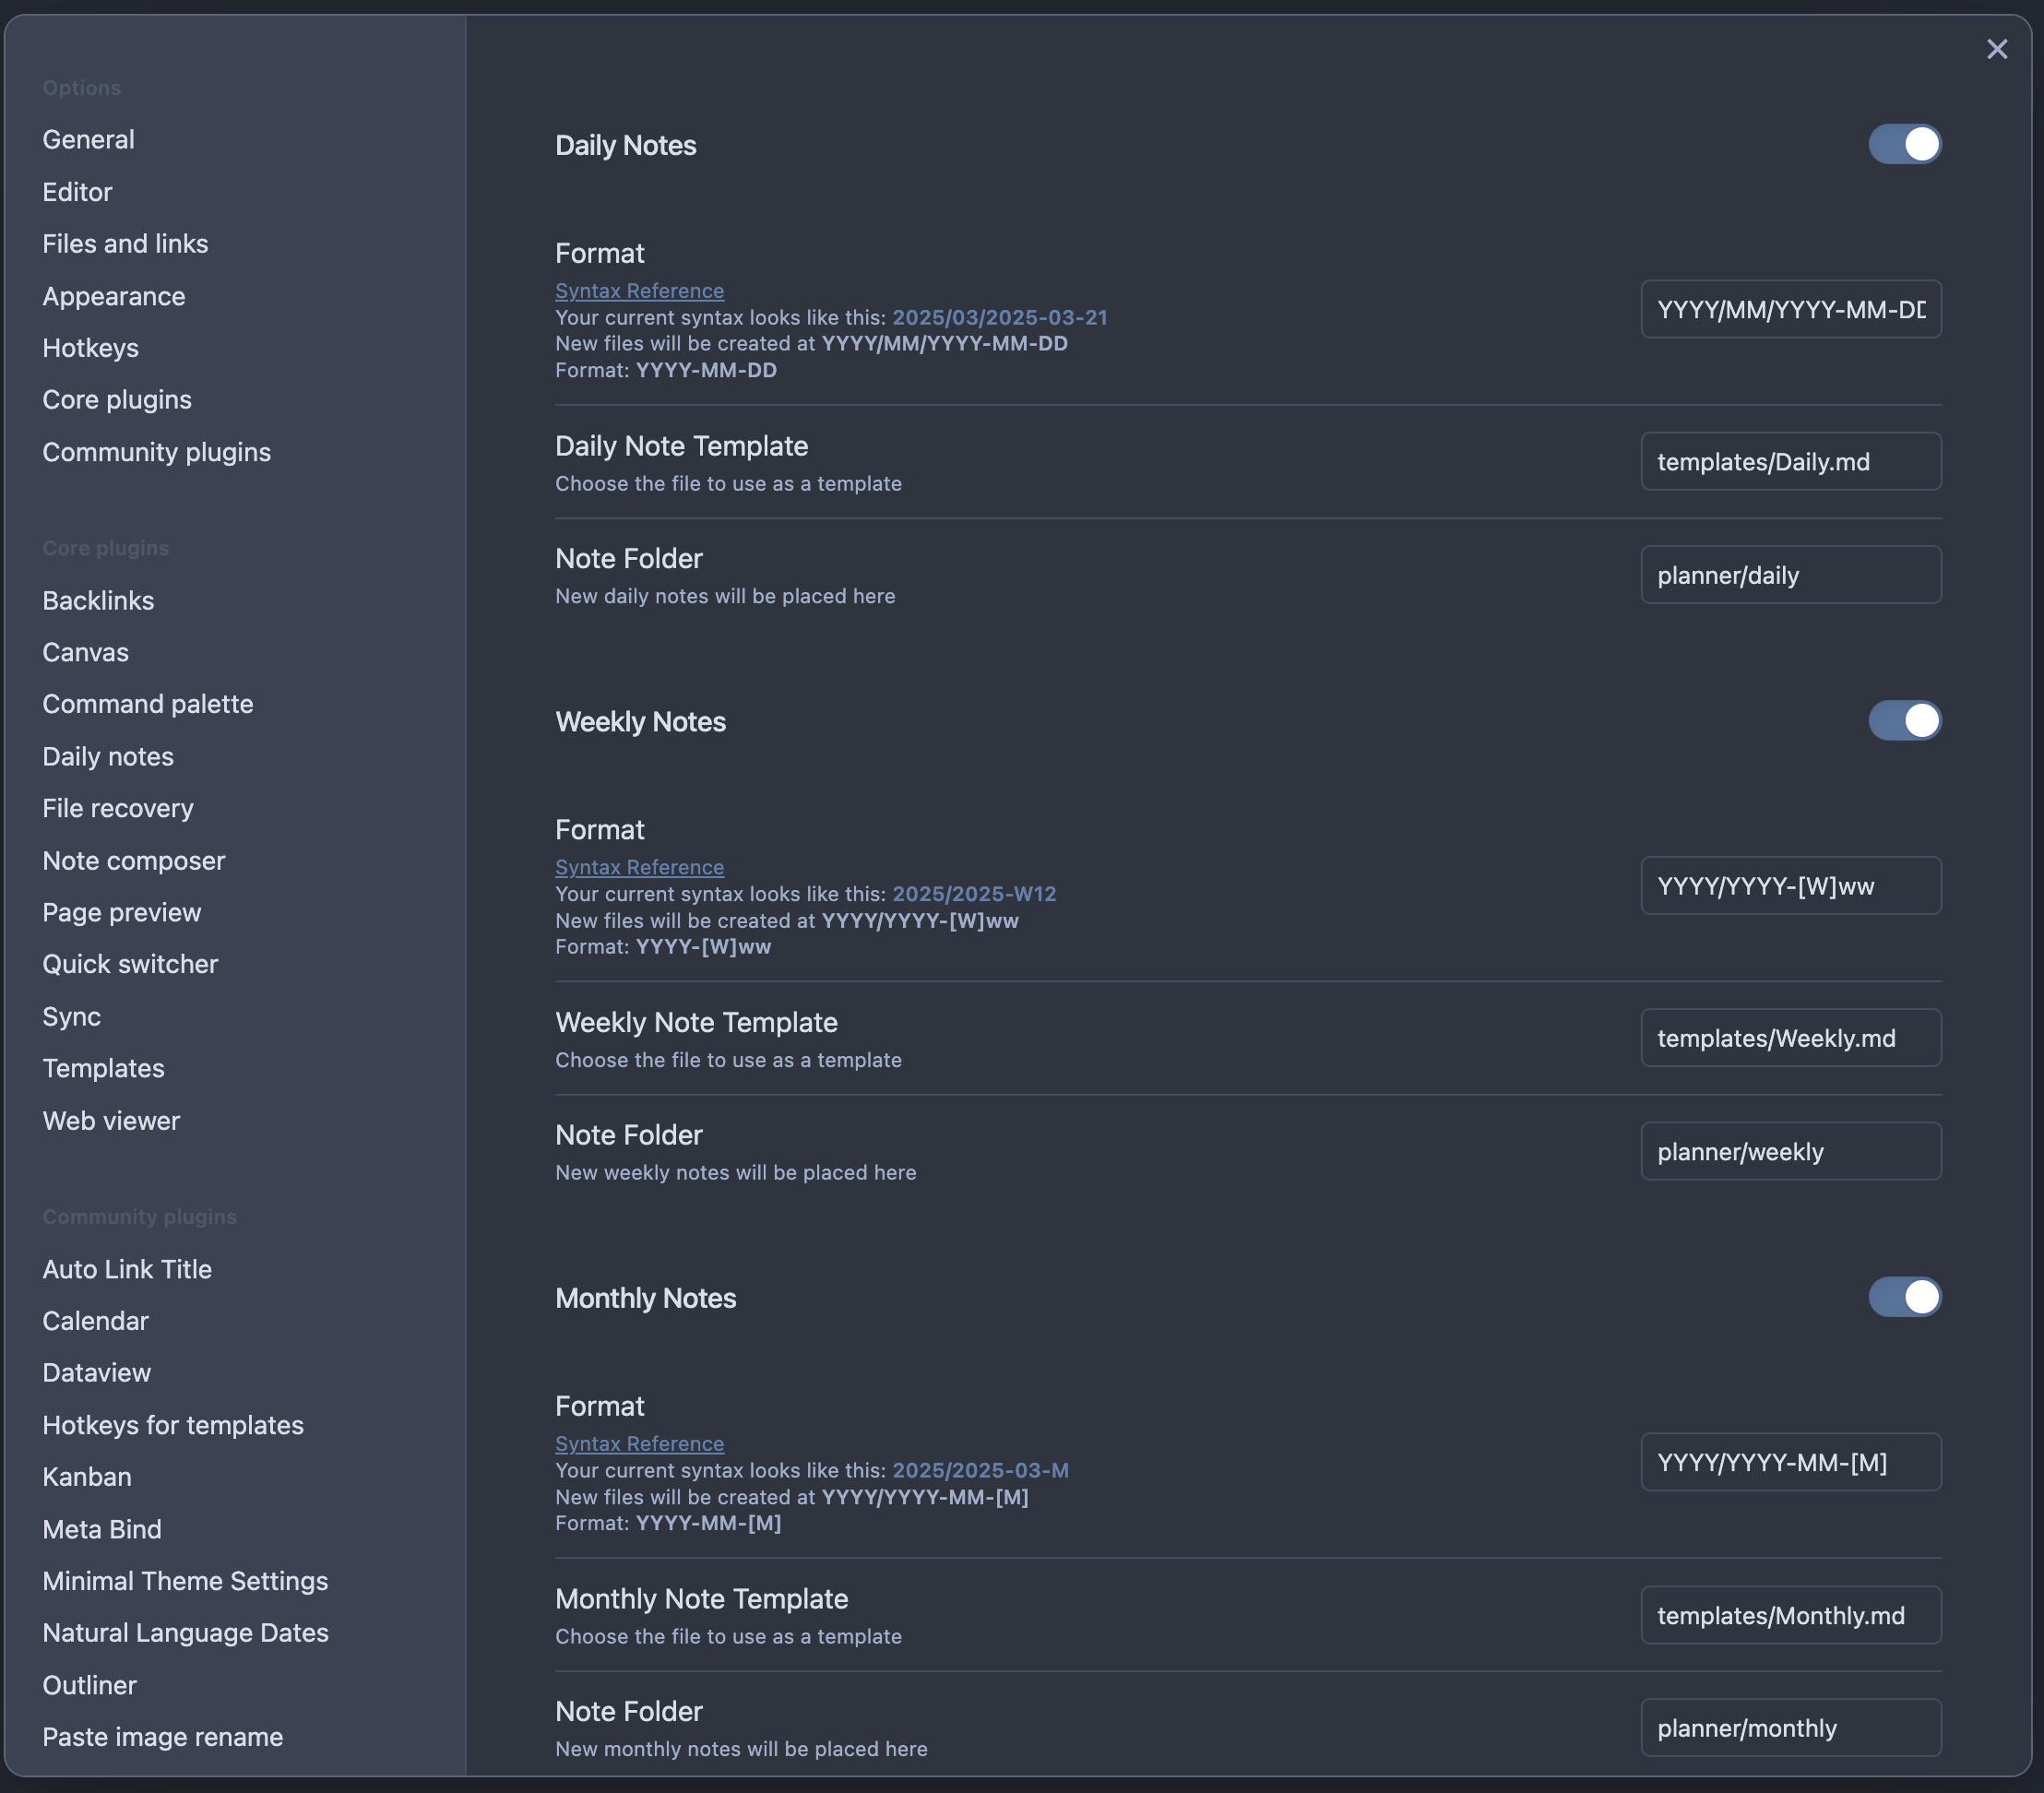 Options
General
Editor
Files and links
Appearance
Hotkeys
Core plugins
Community plugins
Core plugins
Backlinks
Canvas
Command palette
Daily notes
File recovery
Note composer
Page preview
Quick switcher
Sync
Templates
Web viewer
Community plugins
Auto Link Title
Calendar
Dataview
Hotkeys for templates
Kanban
Meta Bind
Minimal Theme Settings
Natural Language Dates
Outliner
Paste image rename
Daily Notes
Format
Syntax Reference
Your current syntax looks like this: 2025/03/2025-03-21
New files will be created at YYYY/MM/YYYY-MM-DD
Format: YYYY-MM-DD
YYYY/MM/YYYY-MM-DD
Daily Note Template
Choose the file to use as a template
templates/Daily.md
Note Folder
New daily notes will be placed here
planner/daily
Weekly Notes
Format
Syntax Reference
Your current syntax looks like this: 2025/2025-W12
New files will be created at YYYY/YYYY-[W]ww
Format: YYYY-[W]ww
YYYY/YYYY-[W]ww
Weekly Note Template
Choose the file to use as a template
templates/Weekly.md
Note Folder
New weekly notes will be placed here
planner/weekly
Monthly Notes
Format
Syntax Reference
Your current syntax looks like this: 2025/2025-03-M
New files will be created at YYYY/YYYY-MM-[M]
Format: YYYY-MM-[M]
YYYY/YYYY-MM-[M]
Monthly Note Template
Choose the file to use as a template
templates/Monthly.md
Note Folder
New monthly notes will be placed here
planner/monthly